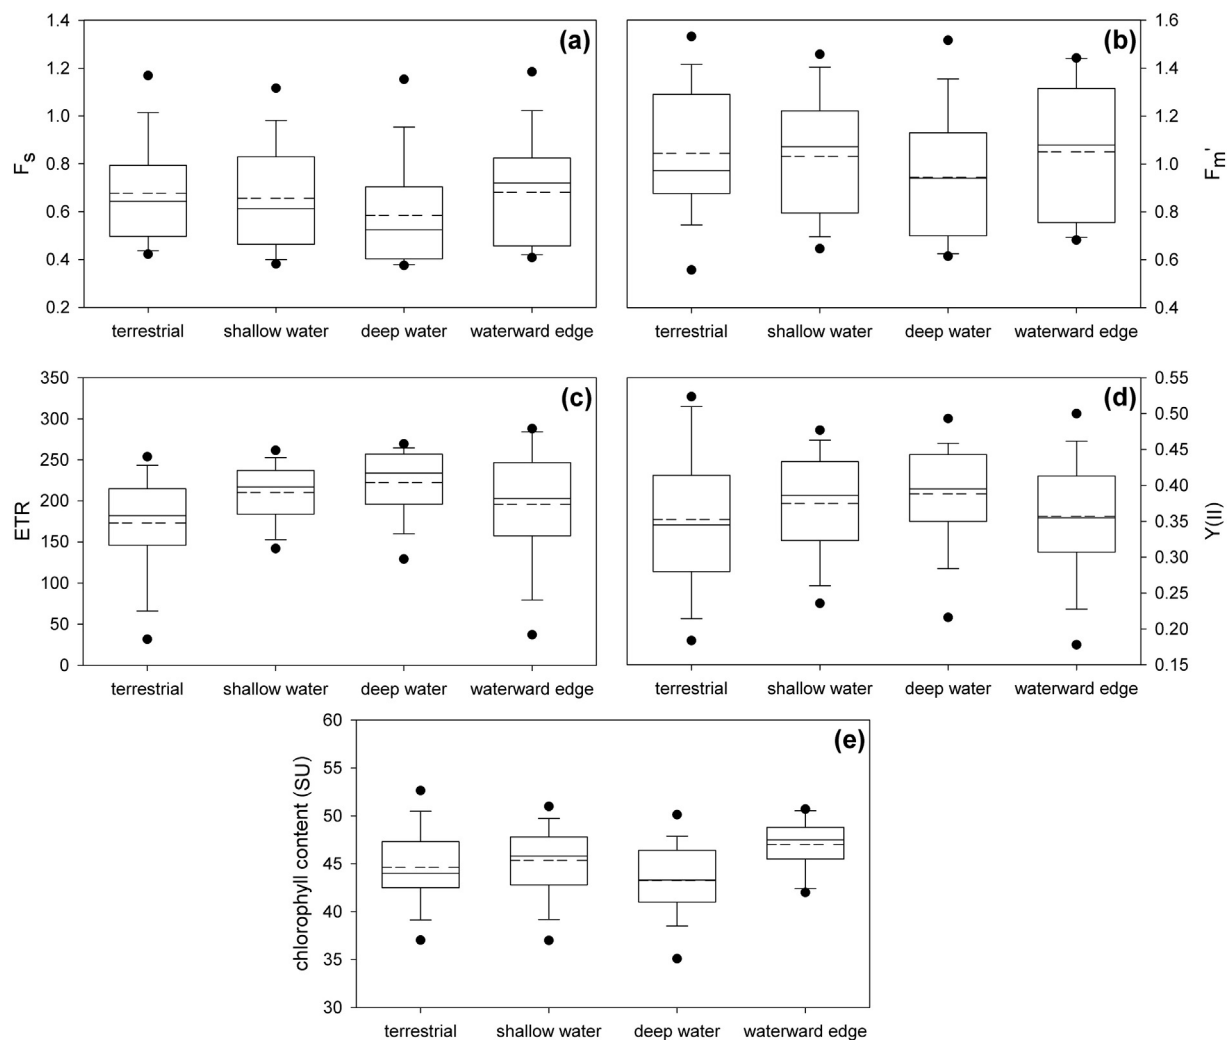 (a)
F_s
1.4
1.2
1.0
0.8
0.6
0.4
0.2
terrestrial shallow water deep water waterward edge
(b)
F_m'
1.6
1.4
1.2
1.0
0.8
0.6
0.4
terrestrial shallow water deep water waterward edge
(c)
ETR
350
300
250
200
150
100
50
0
terrestrial shallow water deep water waterward edge
(d)
Y(II)
0.55
0.50
0.45
0.40
0.35
0.30
0.25
0.20
0.15
terrestrial shallow water deep water waterward edge
(e)
chlorophyll content (SU)
60
55
50
45
40
35
30
terrestrial shallow water deep water waterward edge